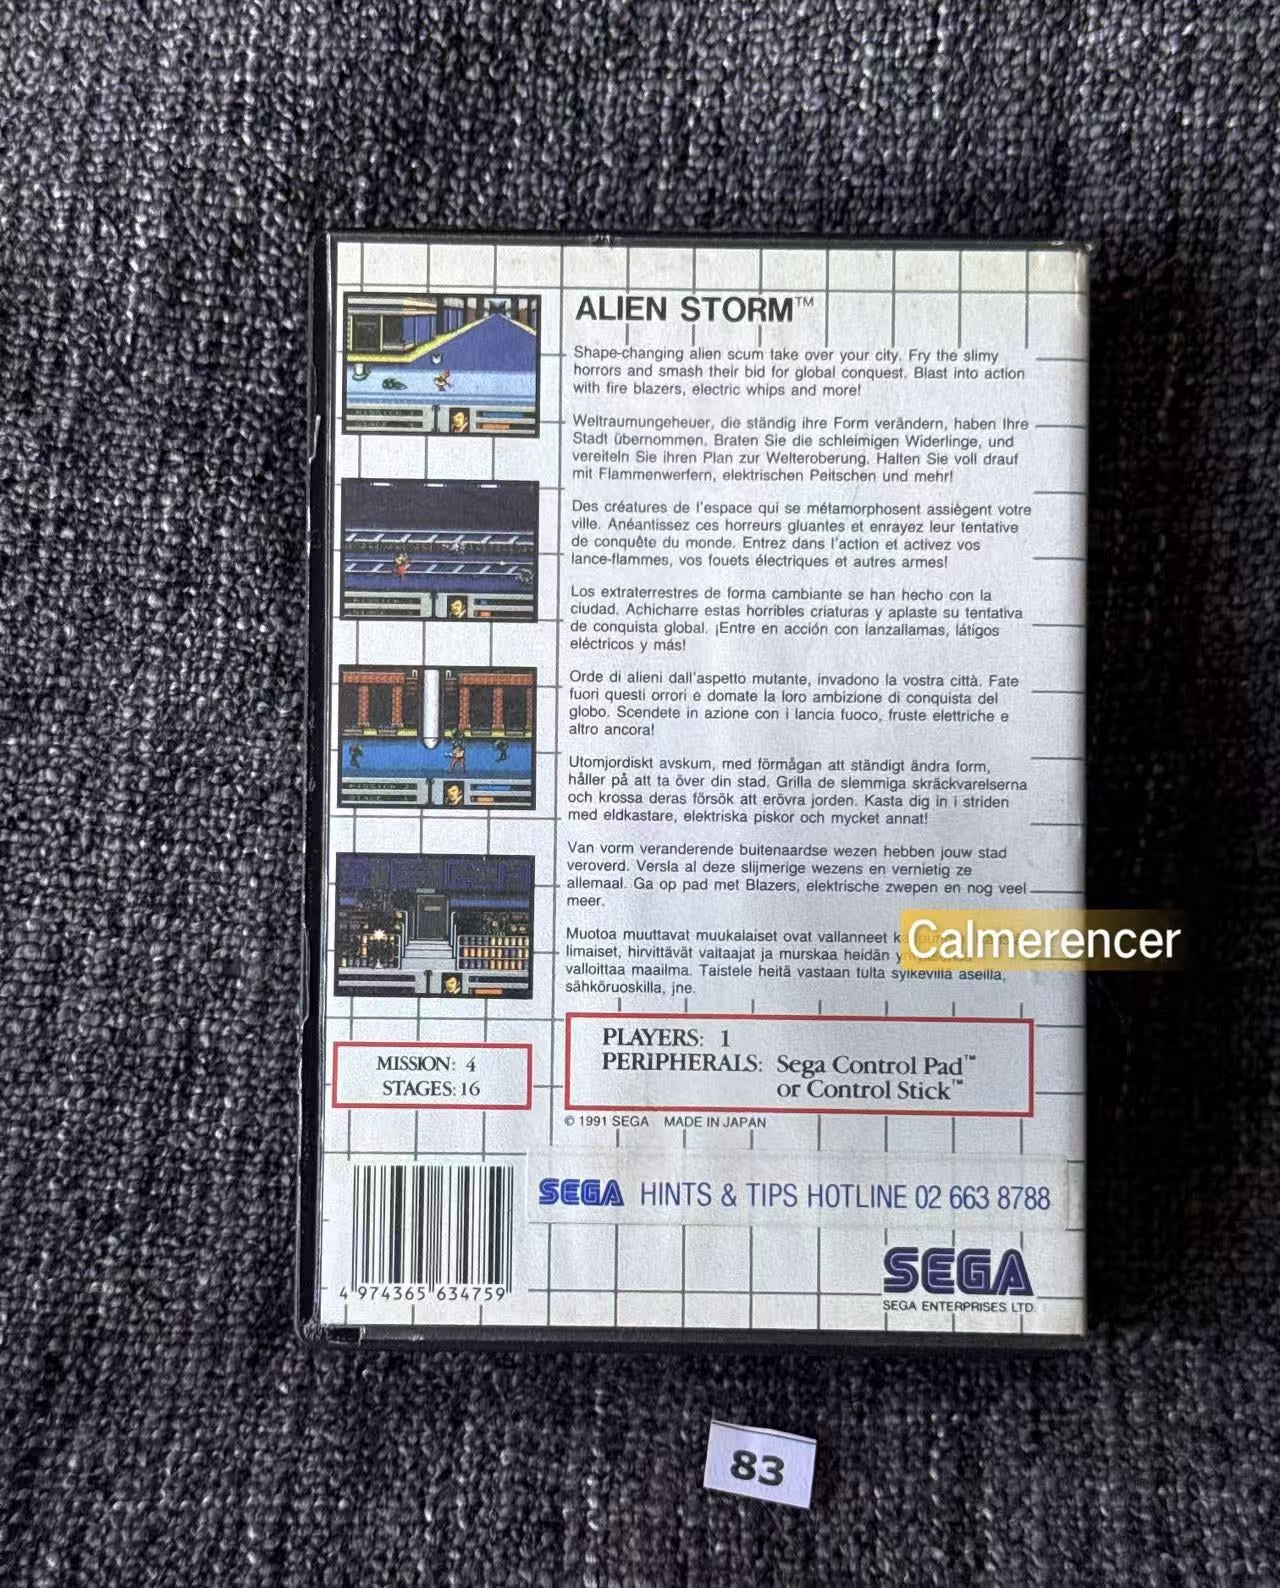 ALIEN STORM™
Shape-changing alien scum take over your city. Fry the slimy
horrors and smash their bid for global conquest. Blast into action
with fire blazers, electric whips and more!
Weltraumungeheuer, die ständig ihre Form verändern, haben Ihre
Stadt übernommen. Braten Sie die schleimigen Widerlinge, und
vereiteln Sie ihren Plan zur Welteroberung. Halten Sie voll drauf
mit Flammenwerfern, elektrischen Peitschen und mehr!
Des créatures de l'espace qui se métamorphosent assiègent votre
ville. Anéantissez ces horreurs gluantes et enrayez leur tentative
de conquête du monde. Entrez dans l'action et activez vos
lance-flammes, vos fouets électriques et autres armes!
Los extraterrestres de forma cambiante se han hecho con la
ciudad. Achicharre estas horribles criaturas y aplaste su tentativa
de conquista global. ¡Entre en acción con lanzallamas, látigos
eléctricos y más!
Orde di alieni dall'aspetto mutante, invadono la vostra città. Fate
fuori questi orrori e domate la loro ambizione di conquista del
globo. Scendete in azione con i lancia fuoco, fruste elettriche e
altro ancora!
Utomjordiskt avskum, med förmågan att ständigt ändra form,
håller på att ta över din stad. Grilla de slemmiga skräckvarelserna
och krossa deras försök att erövra jorden. Kasta dig in i striden
med eldkastare, elektriska piskor och mycket annat!
Van vorm veranderende buitenaardse wezen hebben jouw stad
veroverd. Versla al deze slijmerige wezens en vernietig ze
allemaal. Ga op pad met Blazers, elektrische zwepen en nog veel
meer.
Muotoa muuttavat muukalaiset ovat vallanneet
limaiset, hirvittävät valtaajat ja murskaa heidän
valloittaa maailma. Taistele heitä vastaan tulta sylkevillä aseilla,
sähköruoskilla, jne.
Calmerencer
MISSION: 4
STAGES: 16
PLAYERS: 1
PERIPHERALS: Sega Control Pad™
or Control Stick™
© 1991 SEGA MADE IN JAPAN
SEGA HINTS & TIPS HOTLINE 02 663 8788
4 974365 634759
SEGA
SEGA ENTERPRISES LTD.
83